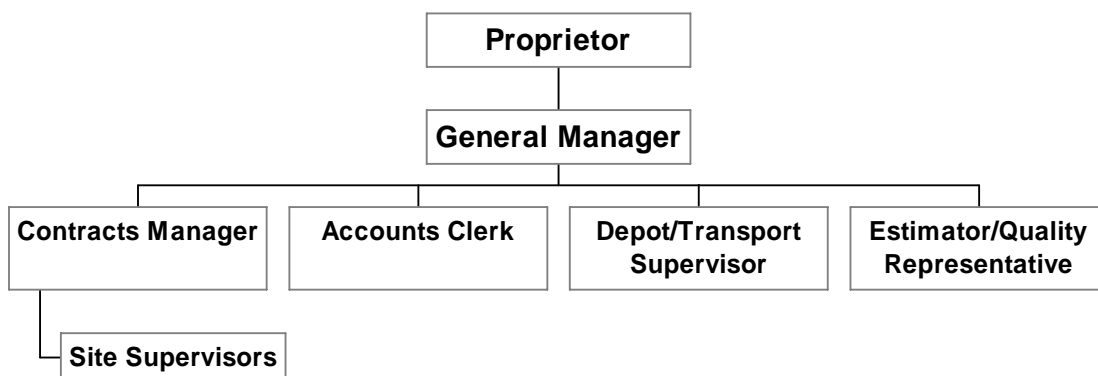 Proprietor
General Manager
Contracts Manager
Accounts Clerk
Depot/Transport
Supervisor
Estimator/Quality
Representative
Site Supervisors